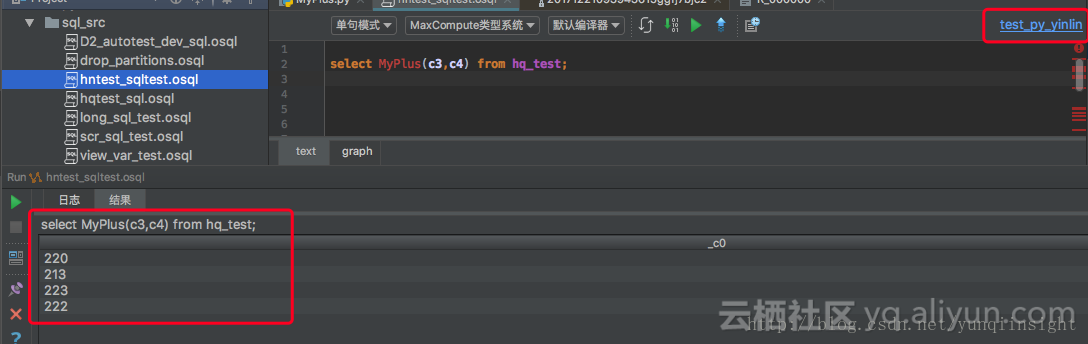 Project
MyPlus.py
hntest_sqltest.osql
sql_src
D2_autotest_dev_sql.osql
drop_partitions.osql
hntest_sqltest.osql
hqtest_sql.osql
long_sql_test.osql
scr_sql_test.osql
view_var_test.osql
单句模式
MaxCompute类型系统
默认编译器
test_py_yinlin
1
2 select MyPlus(c3,c4) from hq_test;
3
4
5
6
text graph
Run hntest_sqltest.osql
日志 结果
select MyPlus(c3,c4) from hq_test;
_c0
220
213
223
222
云栖社区 yq.aliyun.com
http://blog.csdn.net/yunqiinsight